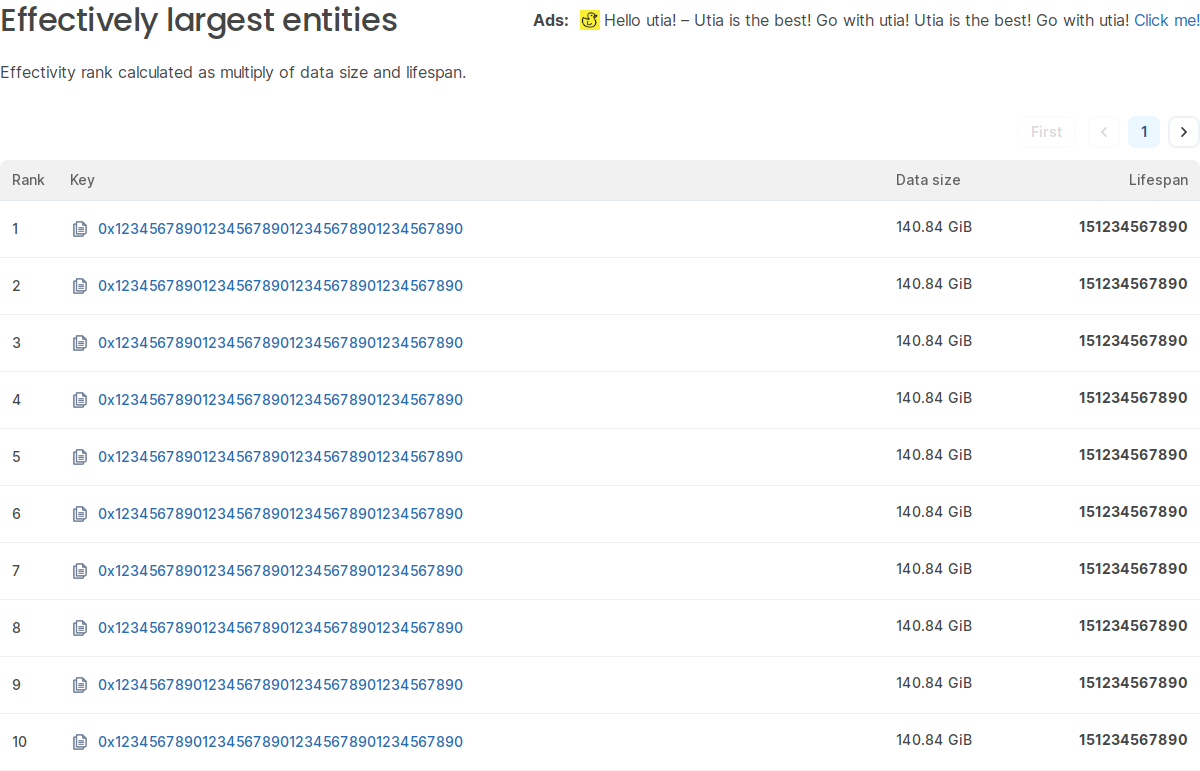 Effectively largest entities
Ads: Hello utia! – Utia is the best! Go with utia! Utia is the best! Go with utia! Click me!
Effectivity rank calculated as multiply of data size and lifespan.
First 1
Rank Key Data size Lifespan
1 0x1234567890123456789012345678901234567890 140.84 GiB 151234567890
2 0x1234567890123456789012345678901234567890 140.84 GiB 151234567890
3 0x1234567890123456789012345678901234567890 140.84 GiB 151234567890
4 0x1234567890123456789012345678901234567890 140.84 GiB 151234567890
5 0x1234567890123456789012345678901234567890 140.84 GiB 151234567890
6 0x1234567890123456789012345678901234567890 140.84 GiB 151234567890
7 0x1234567890123456789012345678901234567890 140.84 GiB 151234567890
8 0x1234567890123456789012345678901234567890 140.84 GiB 151234567890
9 0x1234567890123456789012345678901234567890 140.84 GiB 151234567890
10 0x1234567890123456789012345678901234567890 140.84 GiB 151234567890